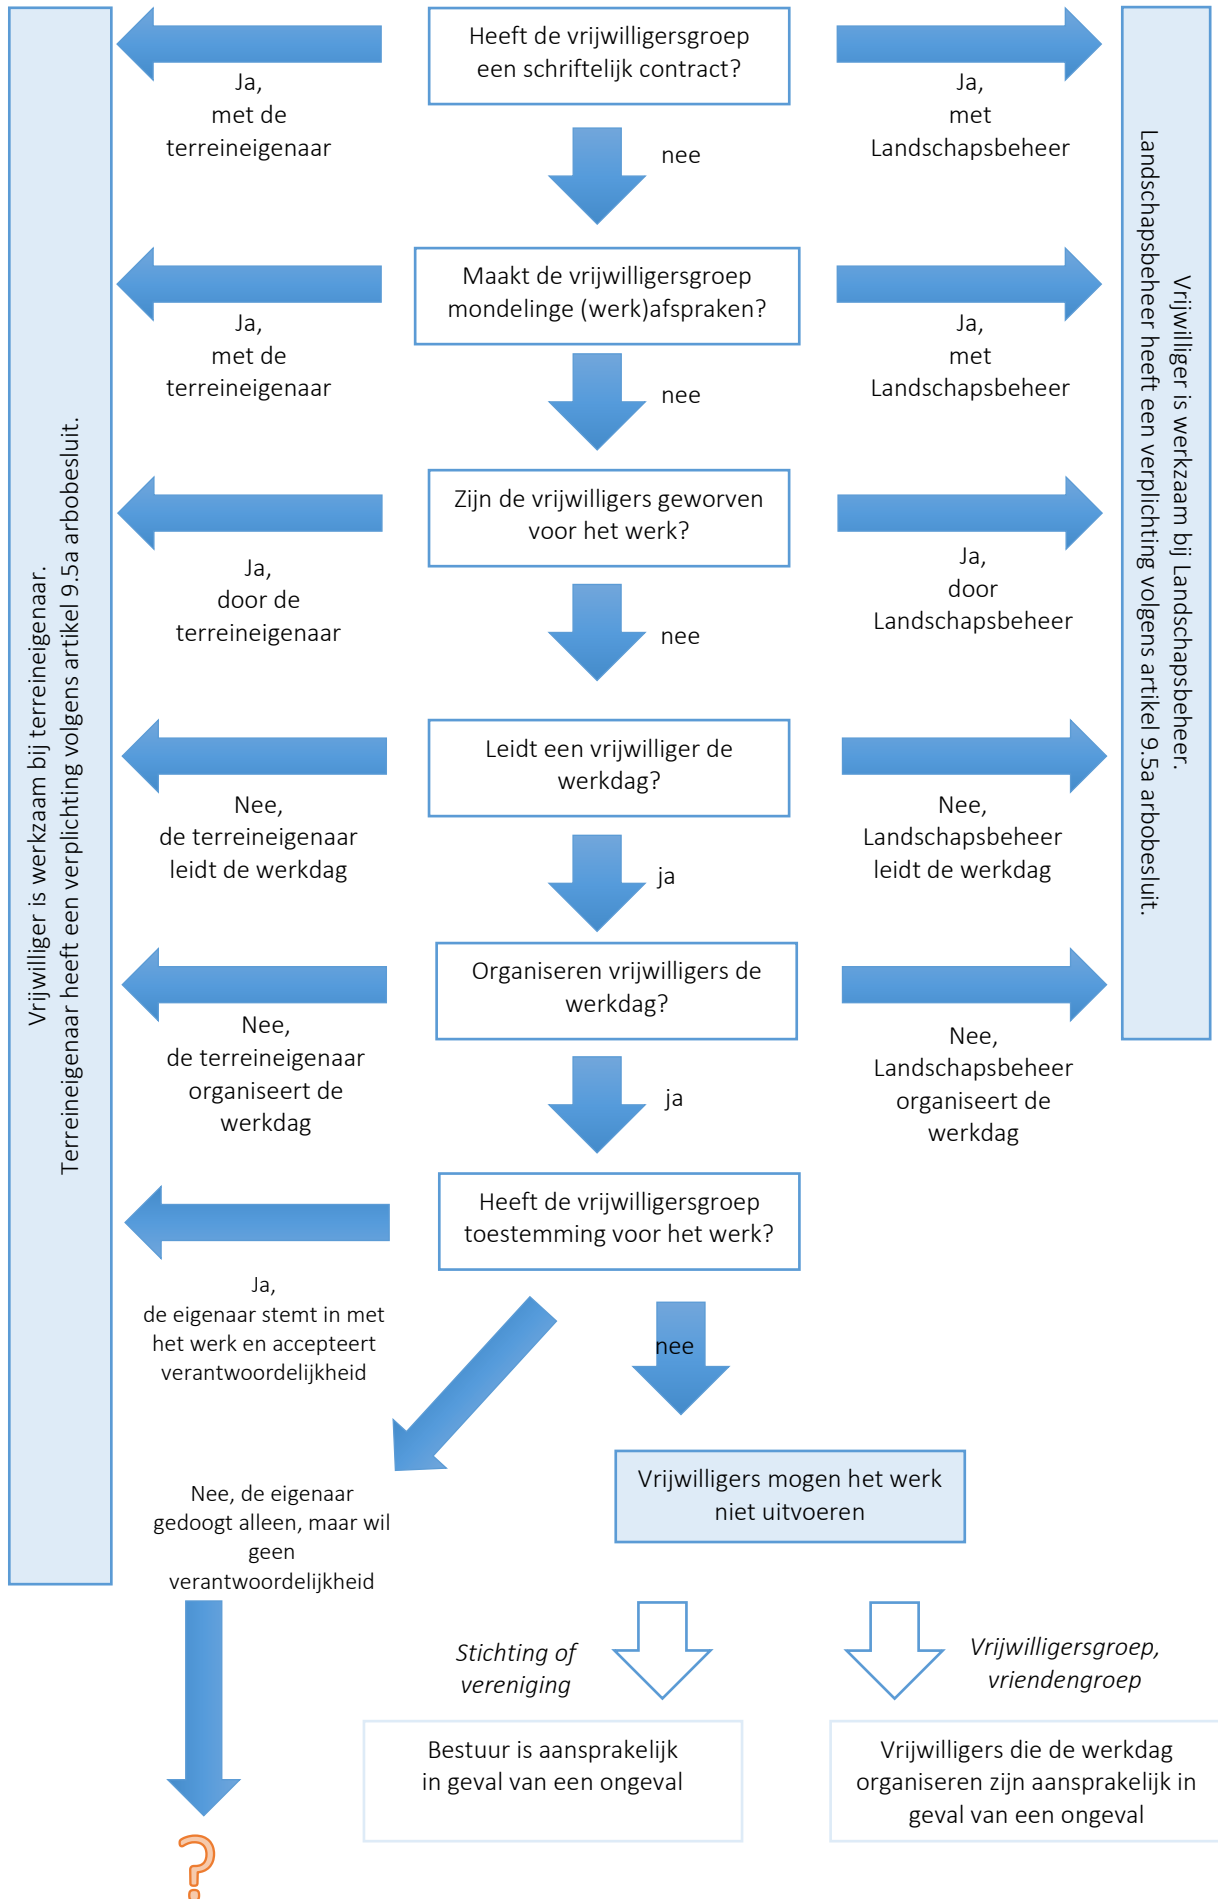 Heeft de vrijwilligersgroep
een schriftelijk contract?
Ja,
met de
terreineigenaar
nee
Ja,
met
Landschapsbeheer
Maakt de vrijwilligersgroep
mondelinge (werk)afspraken?
Ja,
met de
terreineigenaar
nee
Ja,
met
Landschapsbeheer
Zijn de vrijwilligers geworven
voor het werk?
Ja,
door de
terreineigenaar
nee
Ja,
door
Landschapsbeheer
Leidt een vrijwilliger de
werkdag?
Nee,
de terreineigenaar
leidt de werkdag
ja
Nee,
Landschapsbeheer
leidt de werkdag
Organiseren vrijwilligers de
werkdag?
Nee,
de terreineigenaar
organiseert de
werkdag
ja
Nee,
Landschapsbeheer
organiseert de
werkdag
Heeft de vrijwilligersgroep
toestemming voor het werk?
Ja,
de eigenaar stemt in met
het werk en accepteert
verantwoordelijkheid
nee
Nee, de eigenaar
gedoogt alleen, maar wil
geen
verantwoordelijkheid
Vrijwilligers mogen het werk
niet uitvoeren
Stichting of
vereniging
Vrijwilligersgroep,
vriendengroep
Bestuur is aansprakelijk
in geval van een ongeval
Vrijwilligers die de werkdag
organiseren zijn aansprakelijk in
geval van een ongeval
?
Vrijwilliger is werkzaam bij terreineigenaar.
Terreineigenaar heeft een verplichting volgens artikel 9.5a arbobesluit.
Vrijwilliger is werkzaam bij Landschapsbeheer.
Landschapsbeheer heeft een verplichting volgens artikel 9.5a arbobesluit.